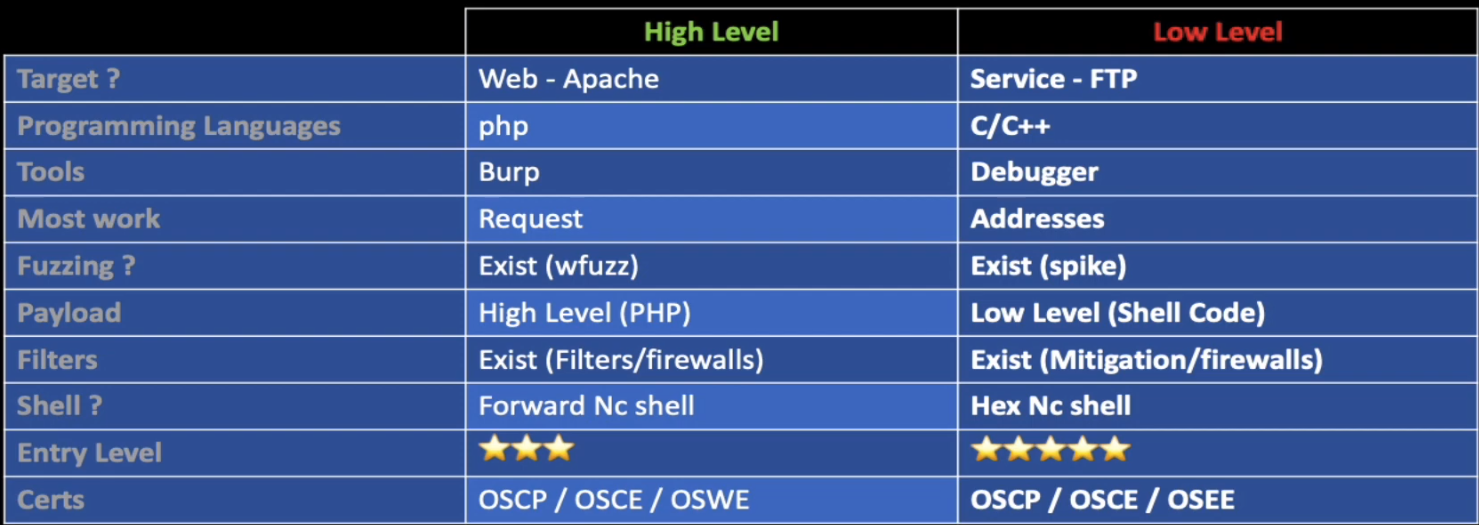 High Level Low Level
Target ? Web - Apache Service - FTP
Programming Languages php C/C++
Tools Burp Debugger
Most work Request Addresses
Fuzzing ? Exist (wfuzz) Exist (spike)
Payload High Level (PHP) Low Level (Shell Code)
Filters Exist (Filters/firewalls) Exist (Mitigation/firewalls)
Shell ? Forward Nc shell Hex Nc shell
Entry Level ⭐⭐⭐ ⭐⭐⭐⭐⭐
Certs OSCP / OSCE / OSWE OSCP / OSCE / OSEE